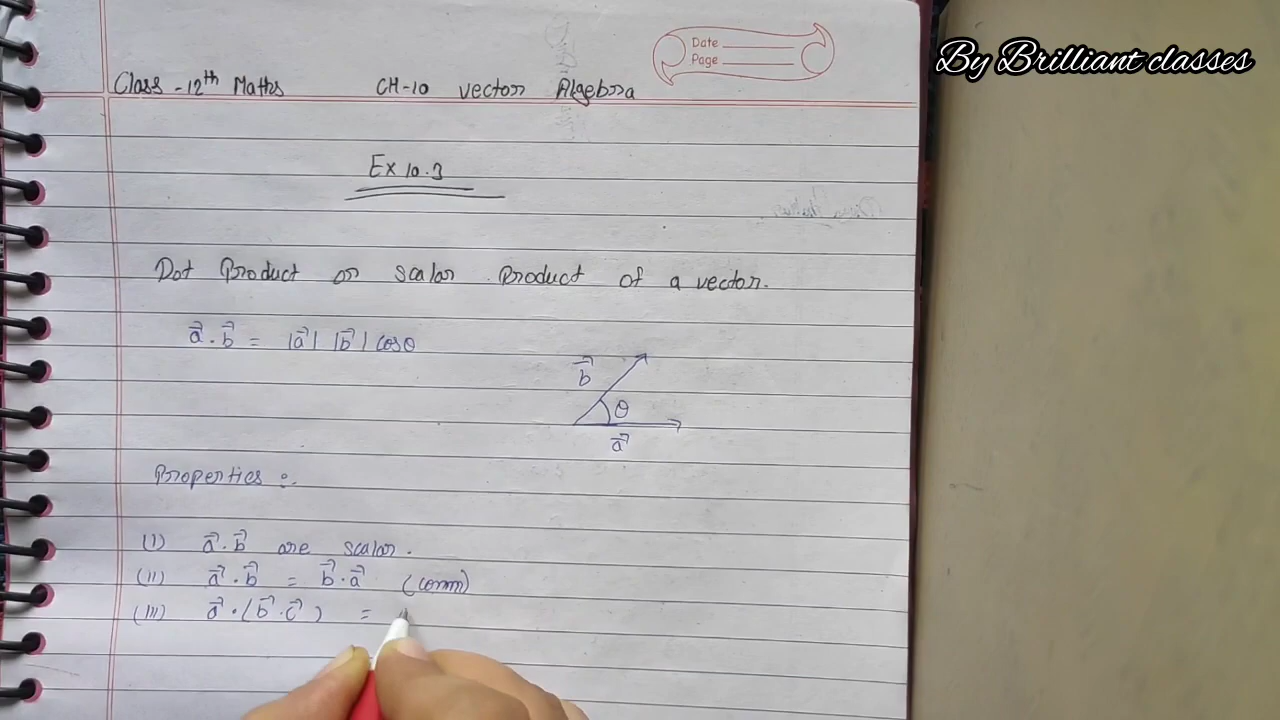 By Brilliant classes
Date
Page
Class - 12th Maths CH-10 vector Algebra
Ex 10.3
Dot Product or scalar Product of a vector.
a⃗ . b⃗ = |a⃗| |b⃗| cosθ
b⃗
θ
a⃗
Properties :-
(I) a⃗ . b⃗ are scalar.
(II) a⃗ . b⃗ = b⃗ . a⃗ (comm)
(III) a⃗ . (b⃗ . c⃗) =